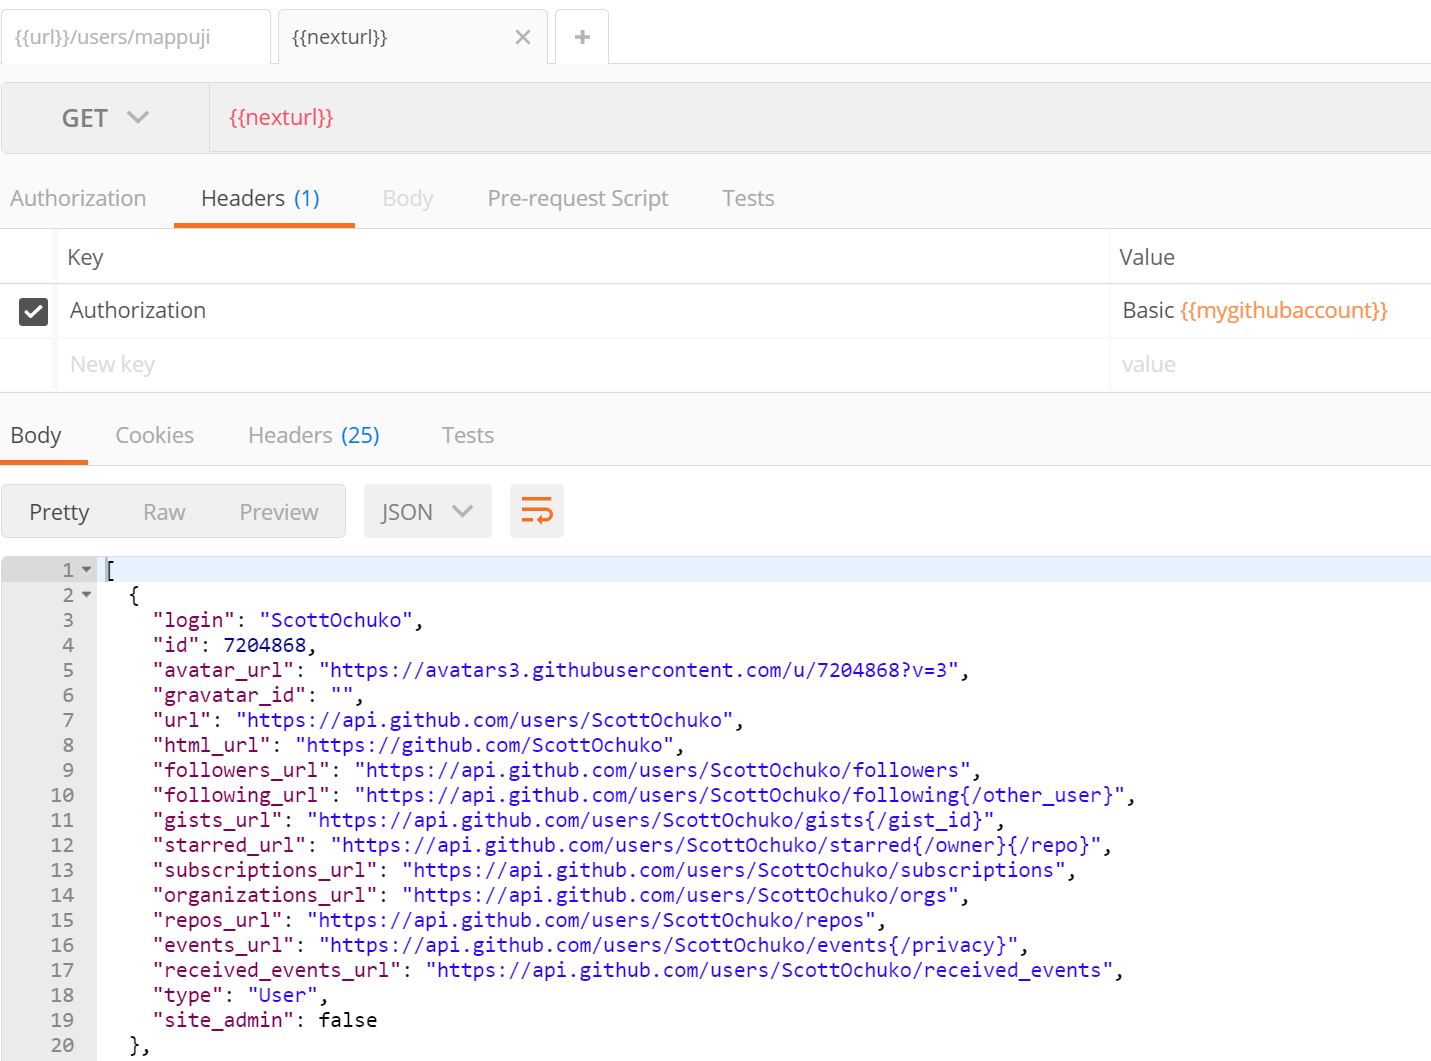 {{url}}/users/mappuji {{nexturl}}
GET {{nexturl}}
Authorization Headers (1) Body Pre-request Script Tests
Key Value
Authorization Basic {{mygithubaccount}}
New key value
Body Cookies Headers (25) Tests
Pretty Raw Preview JSON
1 [
2 {
3 "login": "ScottOchuko",
4 "id": 7204868,
5 "avatar_url": "https://avatars3.githubusercontent.com/u/7204868?v=3",
6 "gravatar_id": "",
7 "url": "https://api.github.com/users/ScottOchuko",
8 "html_url": "https://github.com/ScottOchuko",
9 "followers_url": "https://api.github.com/users/ScottOchuko/followers",
10 "following_url": "https://api.github.com/users/ScottOchuko/following{/other_user}",
11 "gists_url": "https://api.github.com/users/ScottOchuko/gists{/gist_id}",
12 "starred_url": "https://api.github.com/users/ScottOchuko/starred{/owner}{/repo}",
13 "subscriptions_url": "https://api.github.com/users/ScottOchuko/subscriptions",
14 "organizations_url": "https://api.github.com/users/ScottOchuko/orgs",
15 "repos_url": "https://api.github.com/users/ScottOchuko/repos",
16 "events_url": "https://api.github.com/users/ScottOchuko/events{/privacy}",
17 "received_events_url": "https://api.github.com/users/ScottOchuko/received_events",
18 "type": "User",
19 "site_admin": false
20 },